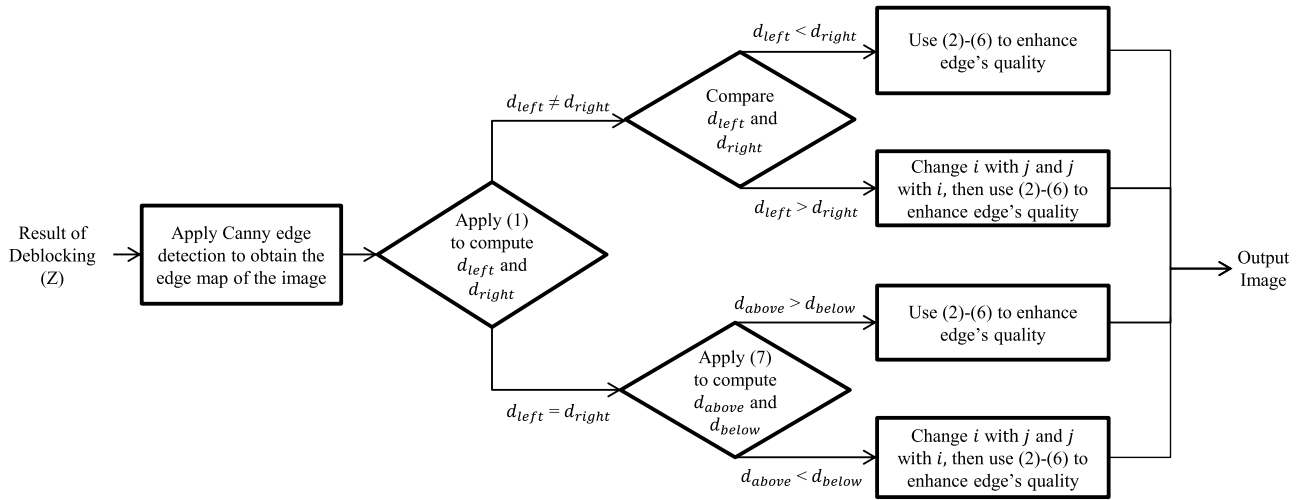 Result of
Deblocking
(Z)
Apply Canny edge
detection to obtain the
edge map of the image
Apply (1)
to compute
d_left and
d_right
d_left ≠ d_right
d_left = d_right
Compare
d_left and
d_right
d_left < d_right
d_left > d_right
Use (2)-(6) to enhance
edge's quality
Change i with j and j
with i, then use (2)-(6) to
enhance edge's quality
Apply (7)
to compute
d_above and
d_below
d_above > d_below
d_above < d_below
Use (2)-(6) to enhance
edge's quality
Change i with j and j
with i, then use (2)-(6) to
enhance edge's quality
Output
Image